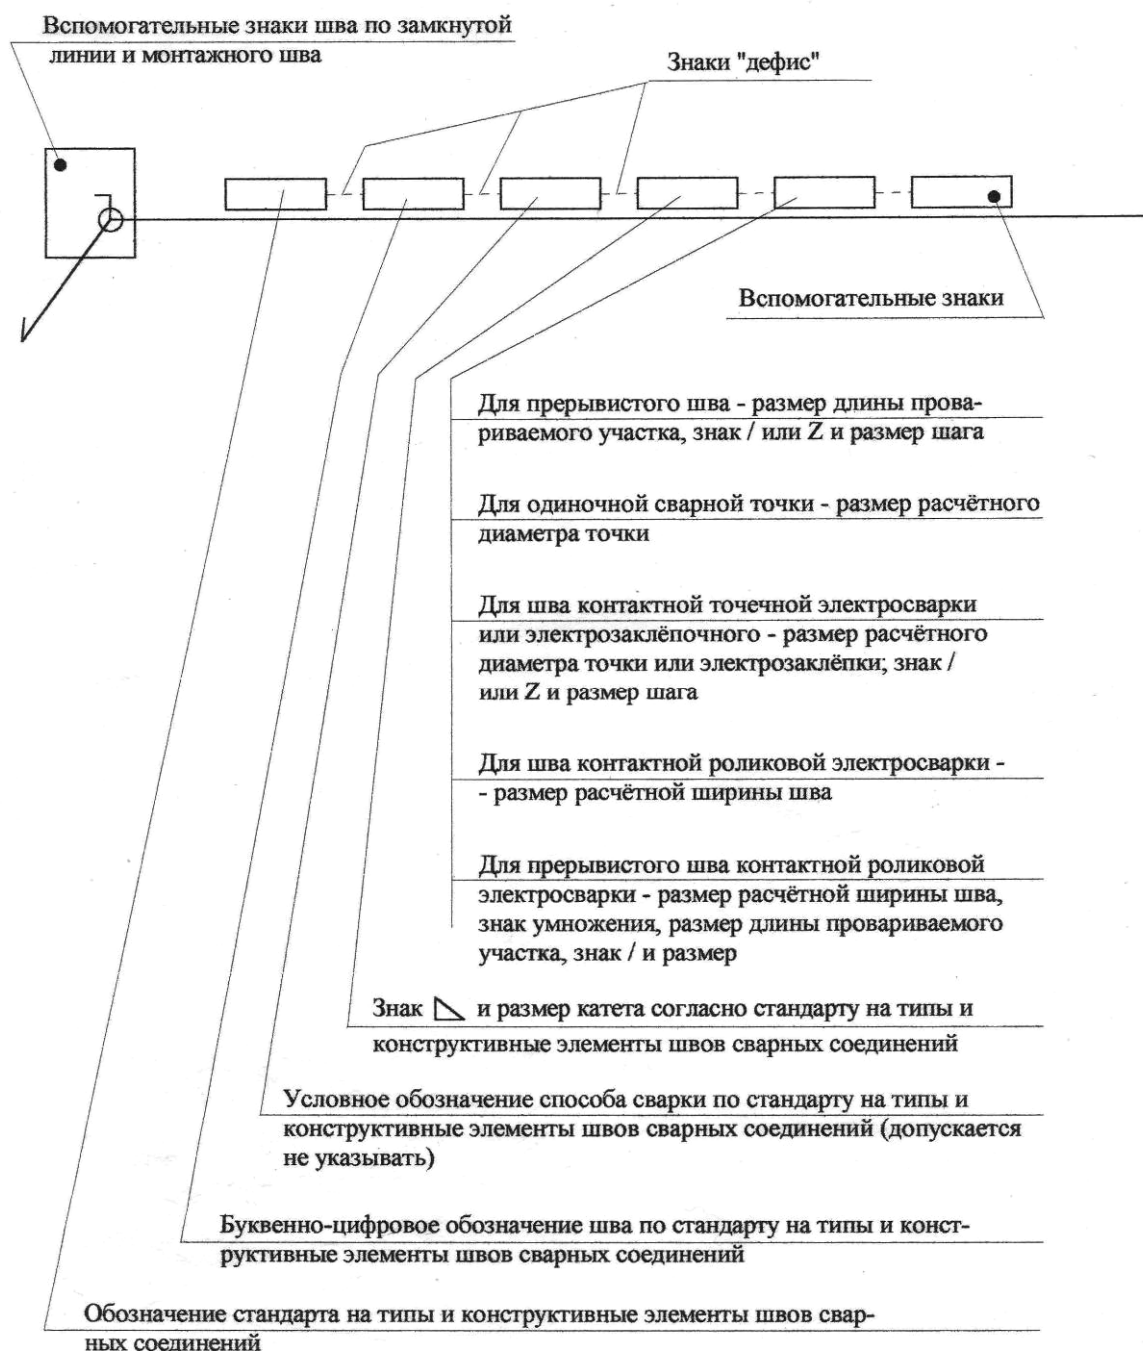 Вспомогательные знаки шва по замкнутой
линии и монтажного шва
Знаки "дефис"
Вспомогательные знаки
Для прерывистого шва - размер длины прова-
риваемого участка, знак / или Z и размер шага
Для одиночной сварной точки - размер расчётного
диаметра точки
Для шва контактной точечной электросварки
или электрозаклёпочного - размер расчётного
диаметра точки или электрозаклёпки; знак /
или Z и размер шага
Для шва контактной роликовой электросварки -
- размер расчётной ширины шва
Для прерывистого шва контактной роликовой
электросварки - размер расчётной ширины шва,
знак умножения, размер длины провариваемого
участка, знак / и размер
Знак и размер катета согласно стандарту на типы и
конструктивные элементы швов сварных соединений
Условное обозначение способа сварки по стандарту на типы и
конструктивные элементы швов сварных соединений (допускается
не указывать)
Буквенно-цифровое обозначение шва по стандарту на типы и конст-
руктивные элементы швов сварных соединений
Обозначение стандарта на типы и конструктивные элементы швов свар-
ных соединений